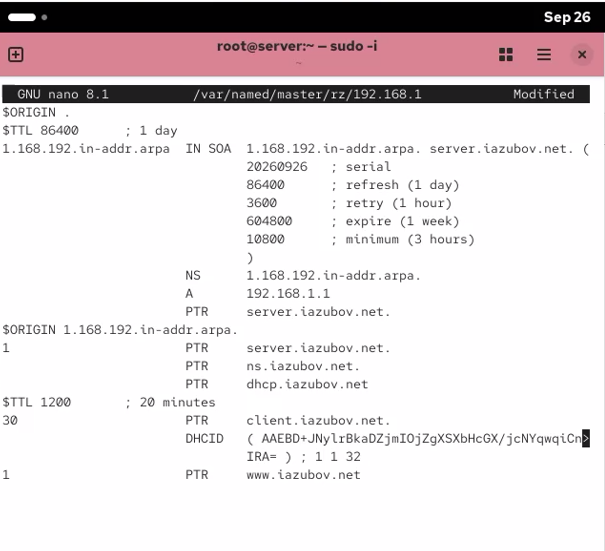 Sep 26
root@server:~ — sudo -i
~
GNU nano 8.1 /var/named/master/rz/192.168.1 Modified
$ORIGIN .
$TTL 86400 ; 1 day
1.168.192.in-addr.arpa IN SOA 1.168.192.in-addr.arpa. server.iazubov.net. (
20260926 ; serial
86400 ; refresh (1 day)
3600 ; retry (1 hour)
604800 ; expire (1 week)
10800 ; minimum (3 hours)
)
NS 1.168.192.in-addr.arpa.
A 192.168.1.1
PTR server.iazubov.net.
$ORIGIN 1.168.192.in-addr.arpa.
1 PTR server.iazubov.net.
PTR ns.iazubov.net.
PTR dhcp.iazubov.net
$TTL 1200 ; 20 minutes
30 PTR client.iazubov.net.
DHCID ( AAEBD+JNylrBkaDZjmIOjZgXSXbHcGX/jcNYqwqiCn>
IRA= ) ; 1 1 32
1 PTR www.iazubov.net